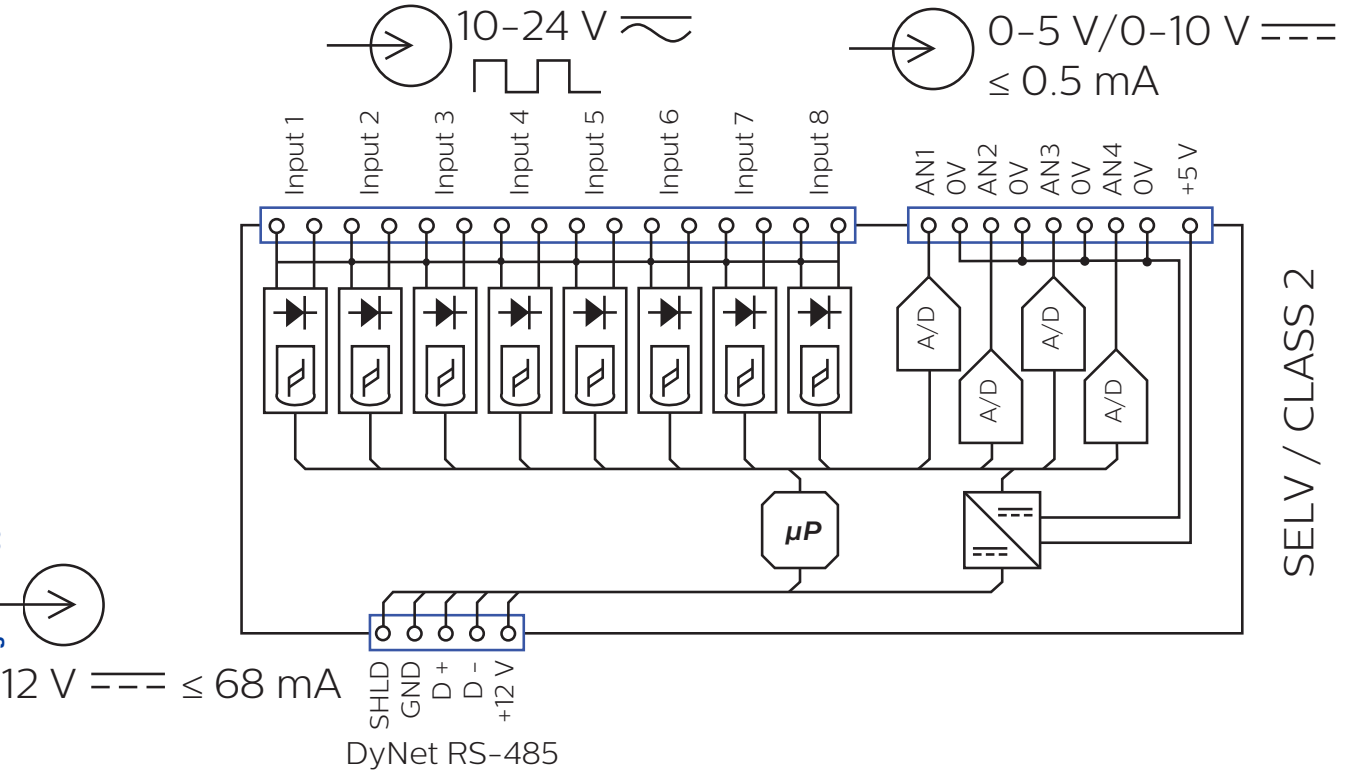 10-24 V
0-5 V/0-10 V
≤ 0.5 mA
Input 1
Input 2
Input 3
Input 4
Input 5
Input 6
Input 7
Input 8
AN1
0V
AN2
0V
AN3
0V
AN4
0V
+5 V
A/D
A/D
A/D
A/D
SELV / CLASS 2
µP
12 V ≤ 68 mA
SHLD
GND
D +
D -
+12 V
DyNet RS-485